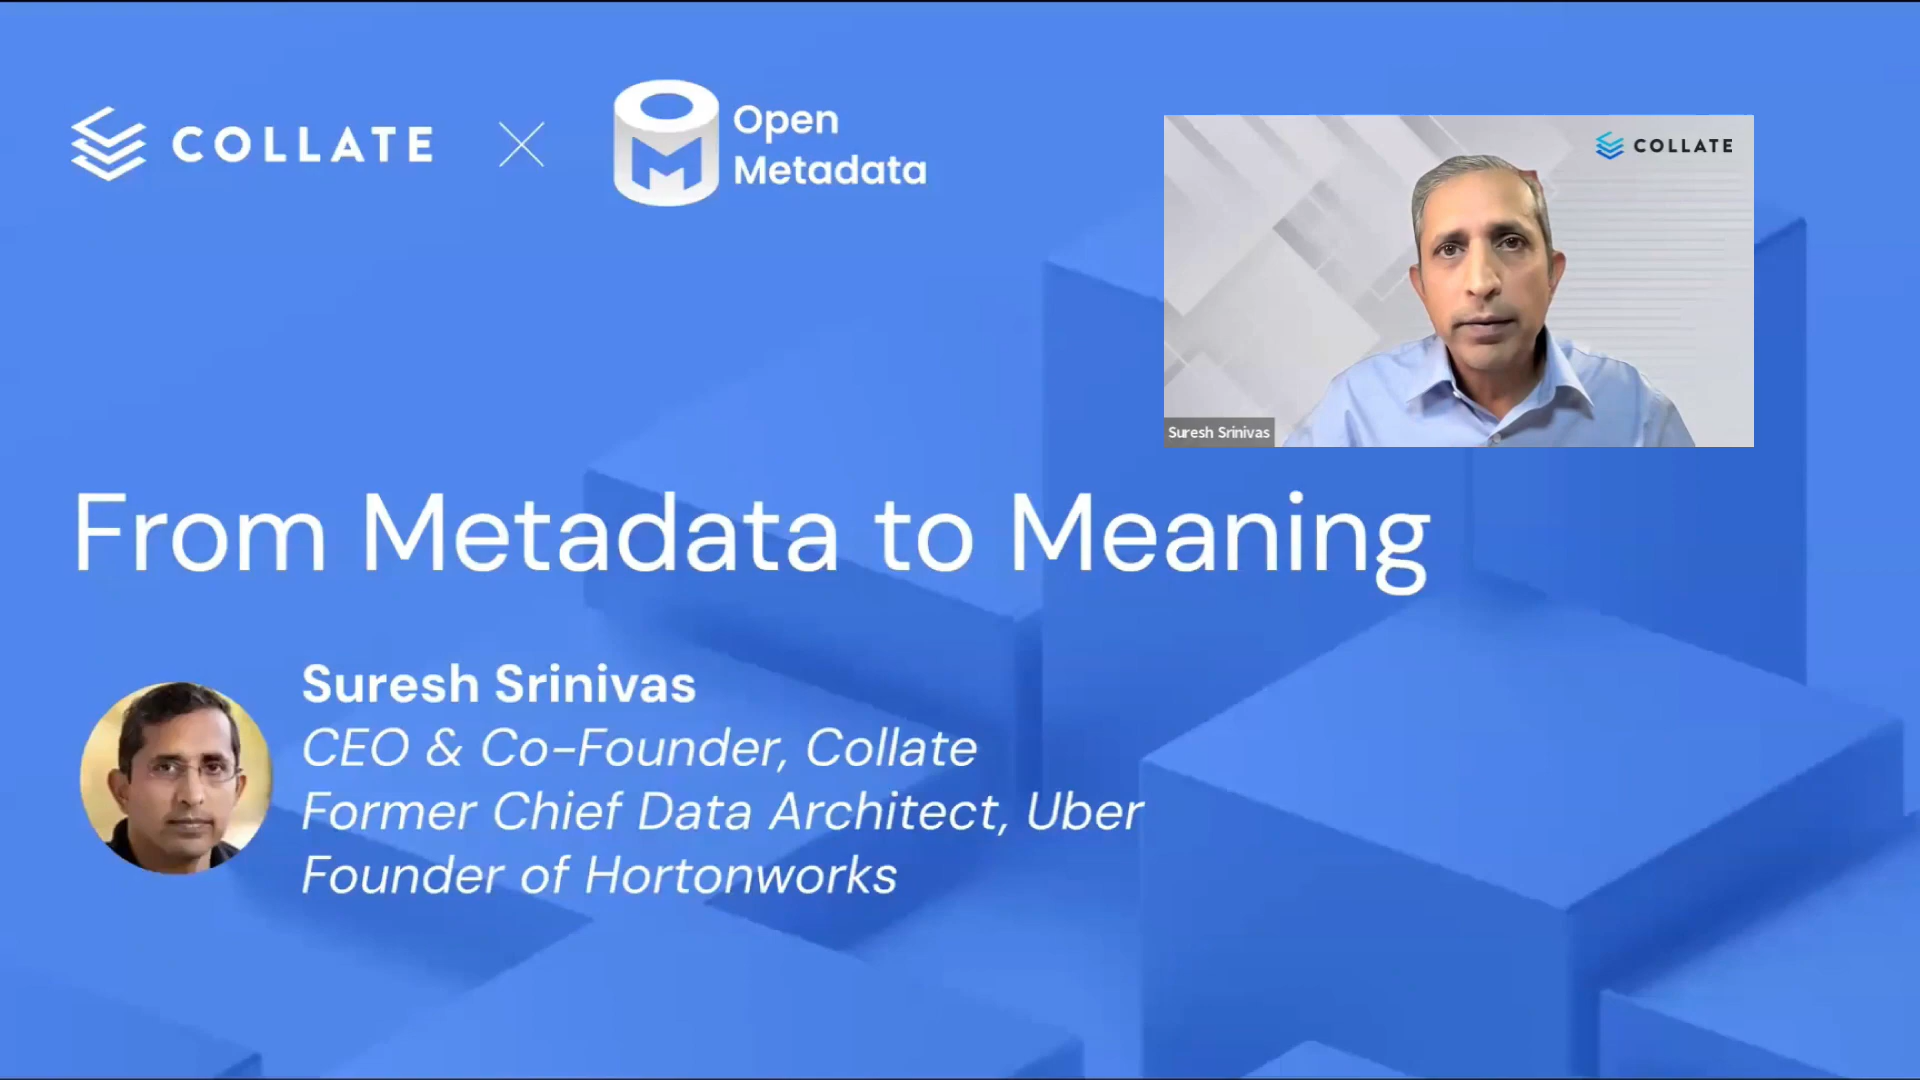 COLLATE
Open
Metadata
COLLATE
Suresh Srinivas
From Metadata to Meaning
Suresh Srinivas
CEO & Co-Founder, Collate
Former Chief Data Architect, Uber
Founder of Hortonworks